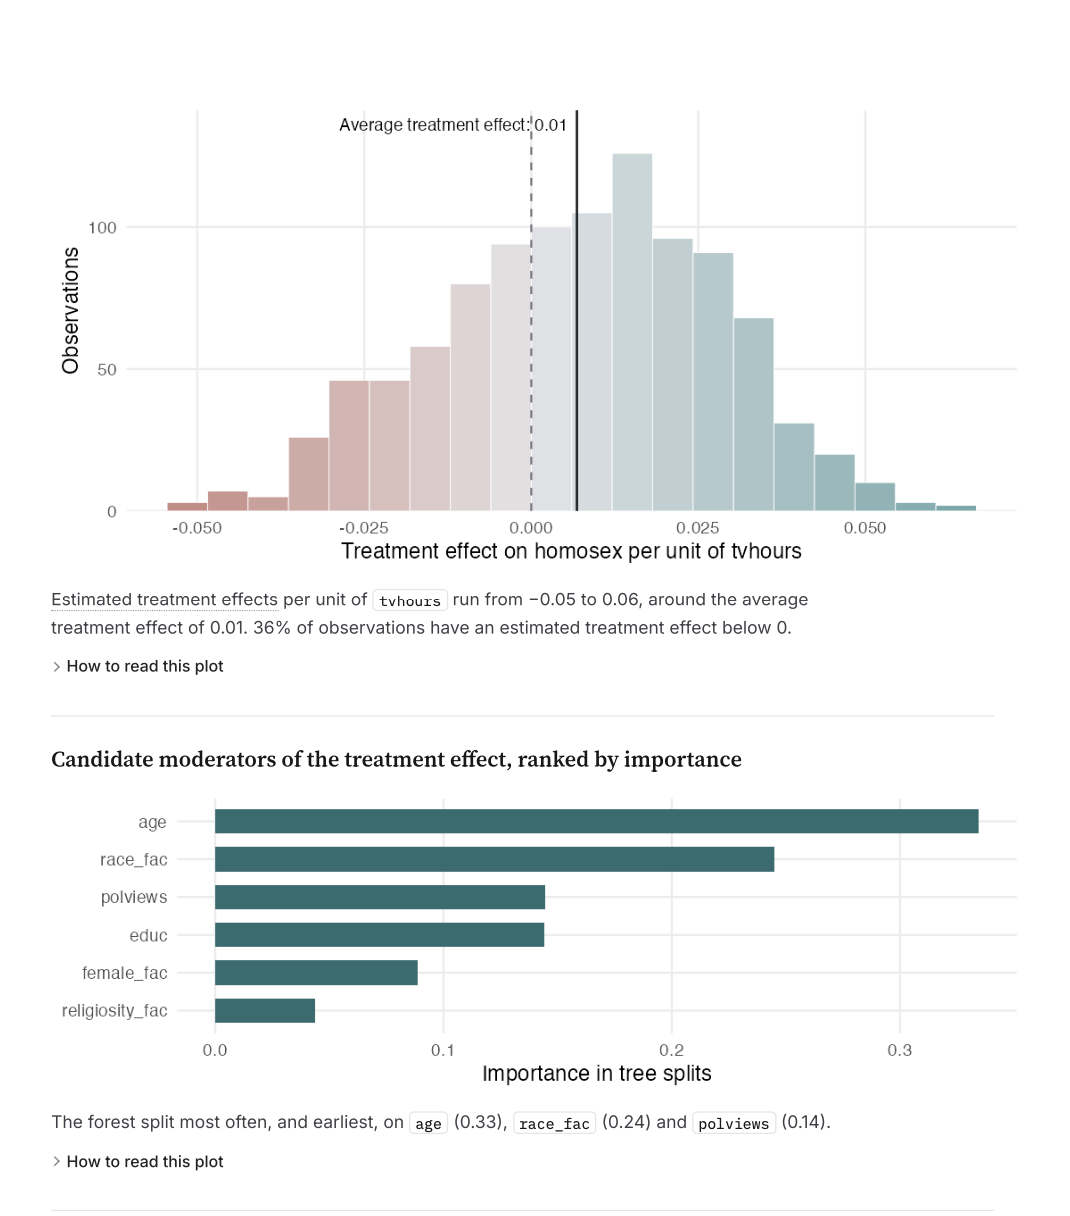 Average treatment effect: 0.01
100
50
0
Observations
-0.050 -0.025 0.000 0.025 0.050
Treatment effect on homosex per unit of tvhours
Estimated treatment effects per unit of tvhours run from −0.05 to 0.06, around the average
treatment effect of 0.01. 36% of observations have an estimated treatment effect below 0.
How to read this plot
Candidate moderators of the treatment effect, ranked by importance
age
race_fac
polviews
educ
female_fac
religiosity_fac
0.0 0.1 0.2 0.3
Importance in tree splits
The forest split most often, and earliest, on age (0.33), race_fac (0.24) and polviews (0.14).
How to read this plot